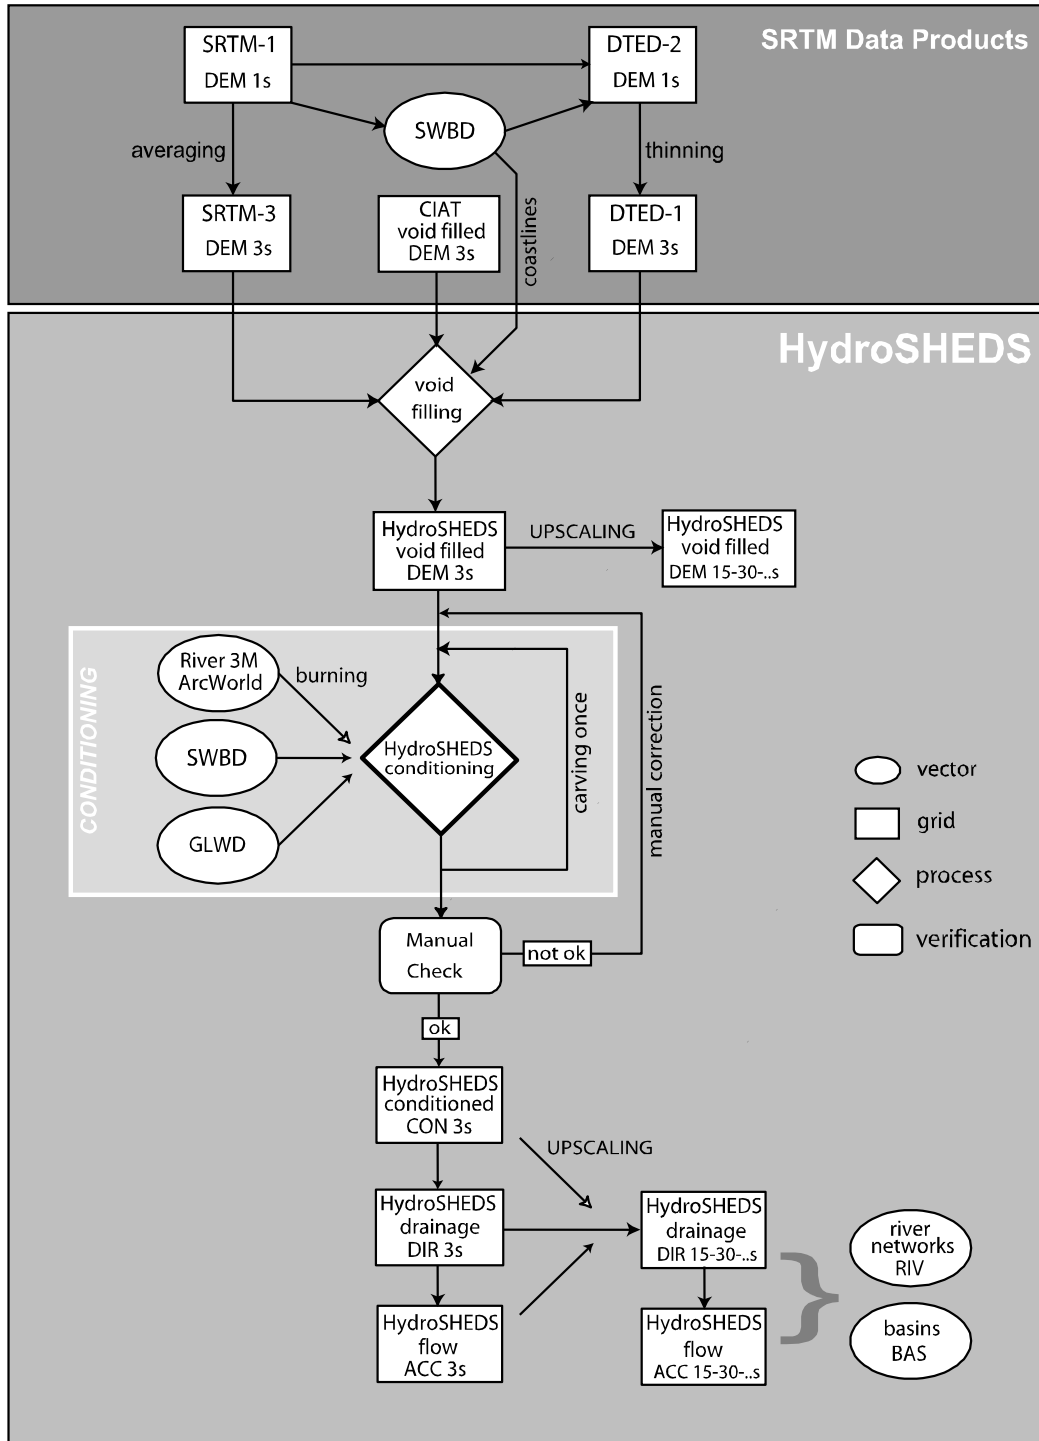 SRTM Data Products
SRTM-1
DEM 1s
DTED-2
DEM 1s
SWBD
averaging
thinning
SRTM-3
DEM 3s
CIAT
void filled
DEM 3s
coastlines
DTED-1
DEM 3s
HydroSHEDS
void
filling
HydroSHEDS
void filled
DEM 3s
UPSCALING
HydroSHEDS
void filled
DEM 15-30-..s
CONDITIONING
River 3M
ArcWorld
burning
SWBD
GLWD
HydroSHEDS
conditioning
carving once
manual correction
vector
grid
process
verification
Manual
Check
not ok
ok
HydroSHEDS
conditioned
CON 3s
UPSCALING
HydroSHEDS
drainage
DIR 3s
HydroSHEDS
drainage
DIR 15-30-..s
river
networks
RIV
HydroSHEDS
flow
ACC 3s
HydroSHEDS
flow
ACC 15-30-..s
basins
BAS